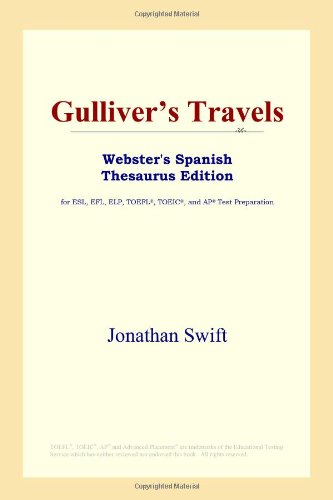 Copyrighted Material
Gulliver's Travels
Webster's Spanish
Thesaurus Edition
for ESL, EFL, ELP, TOEFL®, TOEIC®, and AP® Test Preparation
Jonathan Swift
TOEFL®, TOEIC®, AP® and Advanced Placement® are trademarks of the Educational Testing
Service which has neither reviewed nor endorsed this book. All rights reserved.
Copyrighted Material